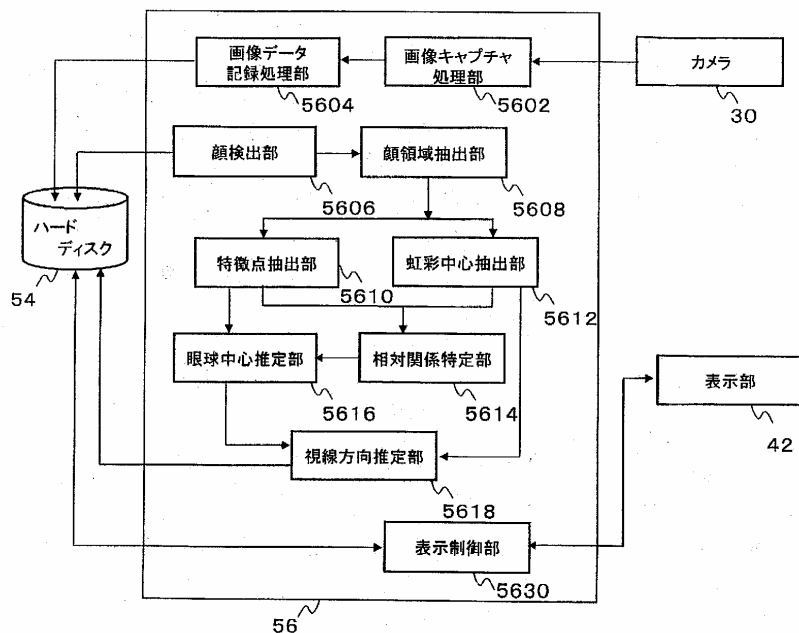 画像データ
記録処理部
5604
画像キャプチャ
処理部
5602
カメラ
30
顔検出部
5606
顔領域抽出部
5608
ハード
ディスク
54
特徴点抽出部
5610
虹彩中心抽出部
5612
眼球中心推定部
5616
相対関係特定部
5614
表示部
42
視線方向推定部
5618
表示制御部
5630
56